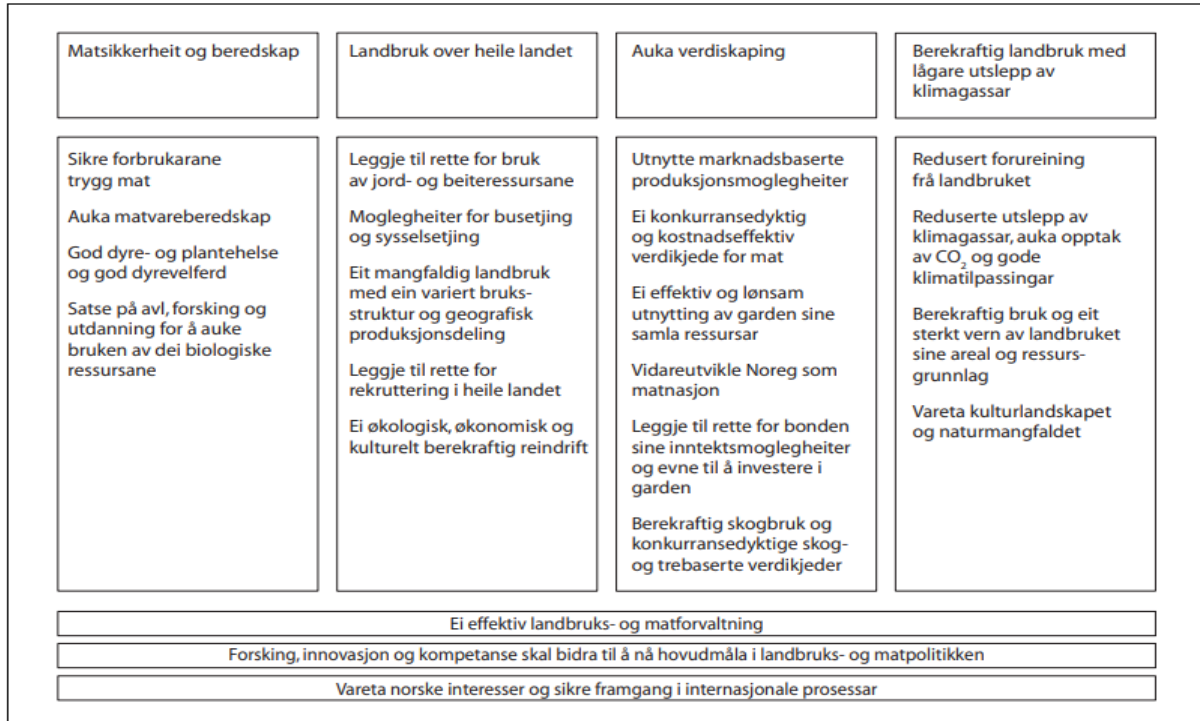 Matsikkerheit og beredskap
Landbruk over heile landet
Auka verdiskaping
Berekraftig landbruk med
lågare utslepp av
klimagassar
Sikre forbrukarane
trygg mat
Auka matvareberedskap
God dyre- og plantehelse
og god dyrevelferd
Satse på avl, forsking og
utdanning for å auke
bruken av dei biologiske
ressursane
Leggje til rette for bruk
av jord- og beiteressursane
Moglegheiter for busetjing
og sysselsetjing
Eit mangfaldig landbruk
med ein variert bruks-
struktur og geografisk
produksjonsdeling
Leggje til rette for
rekruttering i heile landet
Ei økologisk, økonomisk og
kulturelt berekraftig reindrift
Utnytte marknadsbaserte
produksjonsmoglegheiter
Ei konkurransedyktig
og kostnadseffektiv
verdikjede for mat
Ei effektiv og lønsam
utnytting av garden sine
samla ressursar
Vidareutvikle Noreg som
matnasjon
Leggje til rette for bonden
sine inntektsmoglegheiter
og evne til å investere i
garden
Berekraftig skogbruk og
konkurransedyktige skog-
og trebaserte verdikjeder
Redusert forureining
frå landbruket
Reduserte utslepp av
klimagassar, auka opptak
av CO₂ og gode
klimatilpassingar
Berekraftig bruk og eit
sterkt vern av landbruket
sine areal og ressurs-
grunnlag
Vareta kulturlandskapet
og naturmangfaldet
Ei effektiv landbruks- og matforvaltning
Forsking, innovasjon og kompetanse skal bidra til å nå hovudmåla i landbruks- og matpolitikken
Vareta norske interesser og sikre framgang i internasjonale prosessar